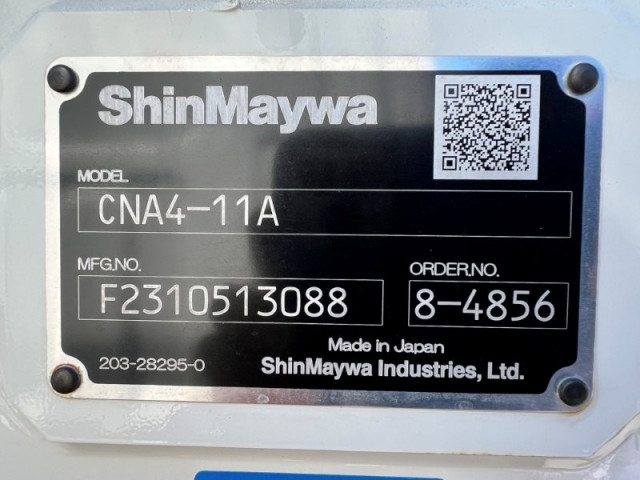 ShinMaywa
MODEL
CNA4-11A
MFG.NO.
ORDER.NO.
F2310513088
8-4856
Made in Japan
203-28295-0
ShinMaywa Industries, Ltd.